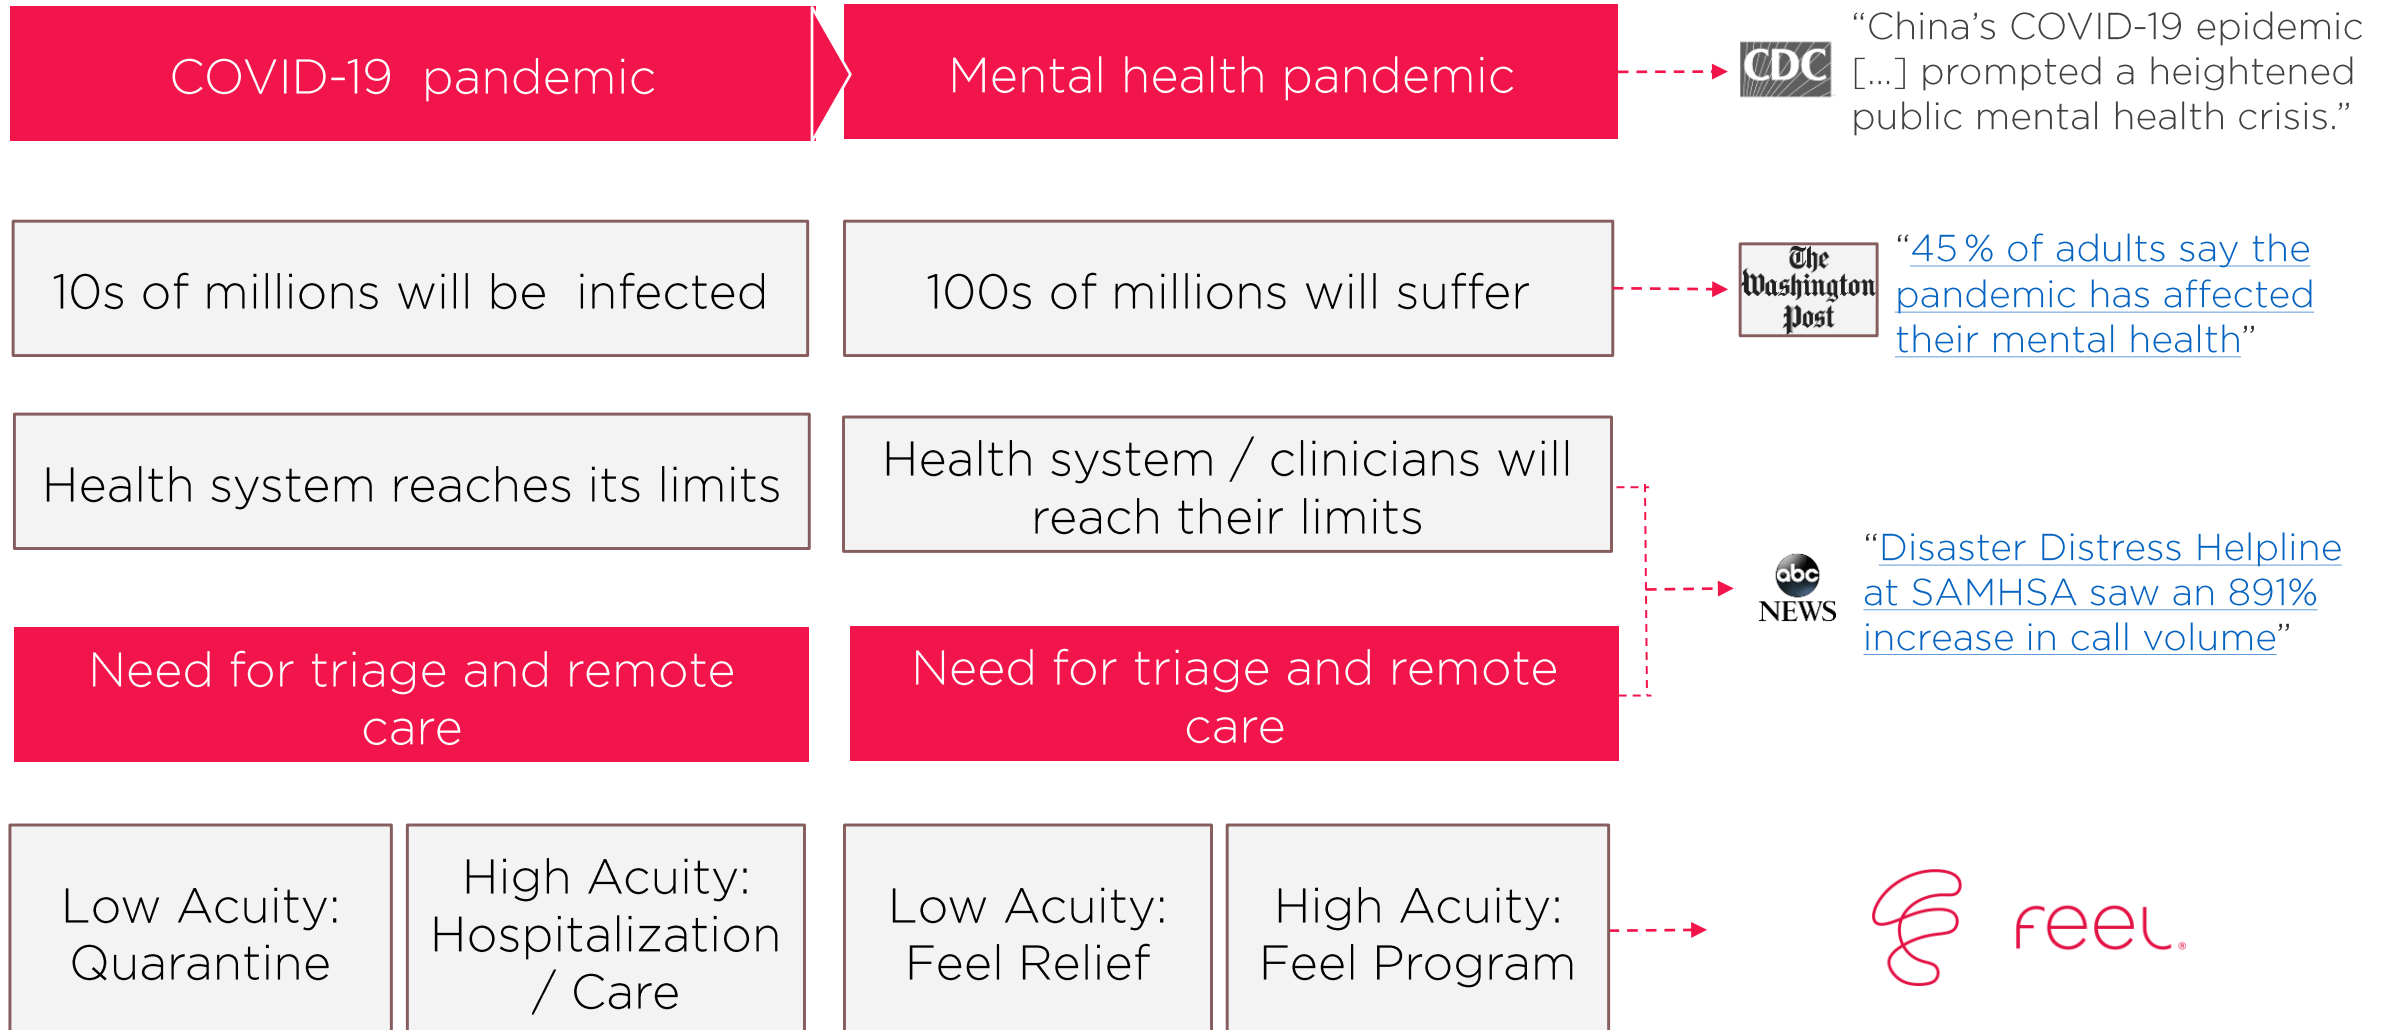 COVID-19 pandemic
Mental health pandemic
CDC
“China’s COVID-19 epidemic
[...] prompted a heightened
public mental health crisis.”
10s of millions will be infected
100s of millions will suffer
The
Washington
Post
“45% of adults say the
pandemic has affected
their mental health”
Health system reaches its limits
Health system / clinicians will
reach their limits
abc
NEWS
“Disaster Distress Helpline
at SAMHSA saw an 891%
increase in call volume”
Need for triage and remote
care
Need for triage and remote
care
Low Acuity:
Quarantine
High Acuity:
Hospitalization
/ Care
Low Acuity:
Feel Relief
High Acuity:
Feel Program
feel®